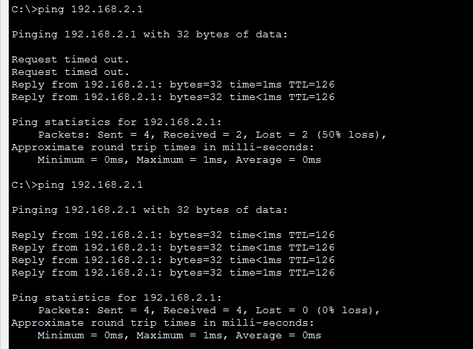 C:\>ping 192.168.2.1
Pinging 192.168.2.1 with 32 bytes of data:
Request timed out.
Request timed out.
Reply from 192.168.2.1: bytes=32 time=1ms TTL=126
Reply from 192.168.2.1: bytes=32 time<1ms TTL=126
Ping statistics for 192.168.2.1:
    Packets: Sent = 4, Received = 2, Lost = 2 (50% loss),
Approximate round trip times in milli-seconds:
    Minimum = 0ms, Maximum = 1ms, Average = 0ms
C:\>ping 192.168.2.1
Pinging 192.168.2.1 with 32 bytes of data:
Reply from 192.168.2.1: bytes=32 time<1ms TTL=126
Reply from 192.168.2.1: bytes=32 time<1ms TTL=126
Reply from 192.168.2.1: bytes=32 time<1ms TTL=126
Reply from 192.168.2.1: bytes=32 time=1ms TTL=126
Ping statistics for 192.168.2.1:
    Packets: Sent = 4, Received = 4, Lost = 0 (0% loss),
Approximate round trip times in milli-seconds:
    Minimum = 0ms, Maximum = 1ms, Average = 0ms